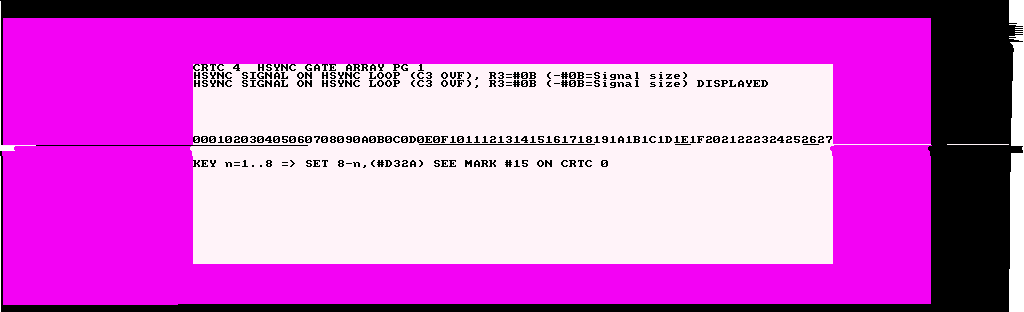 CRTC 4  HSYNC GATE ARRAY PG 1
HSYNC SIGNAL ON HSYNC LOOP (C3 OVF), R3=#0B (-#0B=Signal size)
HSYNC SIGNAL ON HSYNC LOOP (C3 OVF), R3=#0B (-#0B=Signal size) DISPLAYED
000102030405060708090A0B0C0D0E0F101112131415161718191A1B1C1D1E1F2021222324252627
KEY n=1..8 => SET 8-n,(#D32A) SEE MARK #15 ON CRTC 0